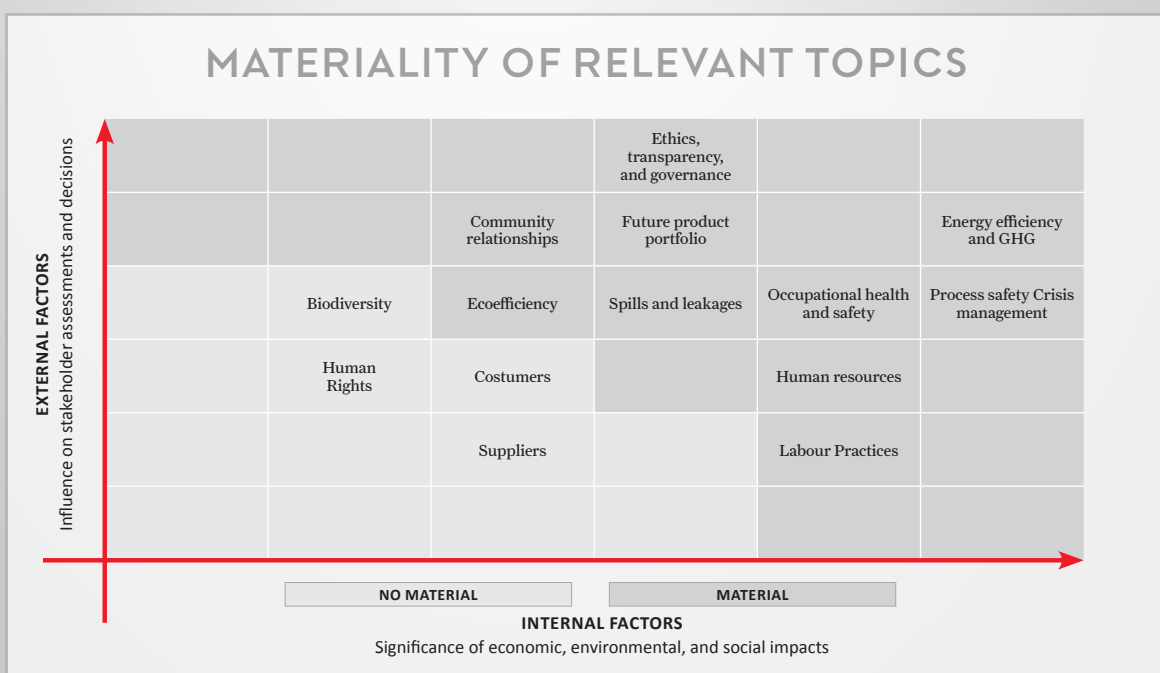 MATERIALITY OF RELEVANT TOPICS
EXTERNAL FACTORS
Influence on stakeholder assessments and decisions
Ethics,
transparency,
and governance
Community
relationships
Future product
portfolio
Energy efficiency
and GHG
Biodiversity
Ecoefficiency
Spills and leakages
Occupational health
and safety
Process safety Crisis
management
Human
Rights
Costumers
Human resources
Suppliers
Labour Practices
NO MATERIAL
MATERIAL
INTERNAL FACTORS
Significance of economic, environmental, and social impacts